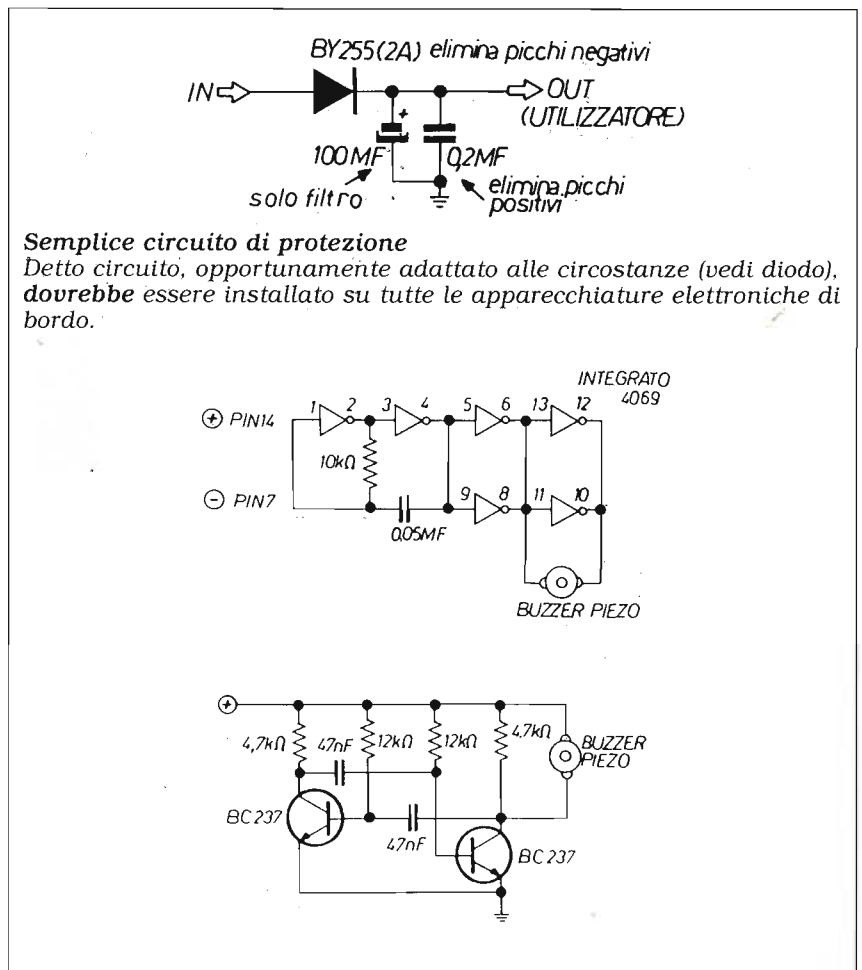 BY255(2A) elimina picchi negativi
IN
OUT
(UTILIZZATORE)
+
100MF
0,2MF
solo filtro
elimina picchi
positivi
Semplice circuito di protezione
Detto circuito, opportunamente adattato alle circostanze (vedi diodo),
dovrebbe essere installato su tutte le apparecchiature elettroniche di
bordo.
INTEGRATO
4069
+ PIN14
1 2 3 4 5 6 13 12
10kΩ
- PIN7
9 8 11 10
0,05MF
BUZZER PIEZO
+
4,7kΩ
47nF
12kΩ
12kΩ
4,7kΩ
BUZZER
PIEZO
BC237
47nF
BC237